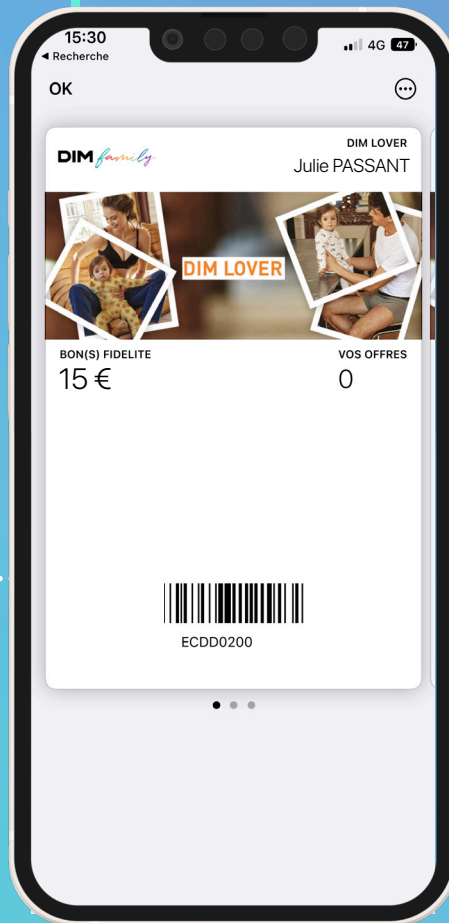 15:30
4G 47
◀ Recherche
OK
DIM family
DIM LOVER
Julie PASSANT
DIM LOVER
BON(S) FIDELITE
VOS OFFRES
15 €
0
ECDD0200